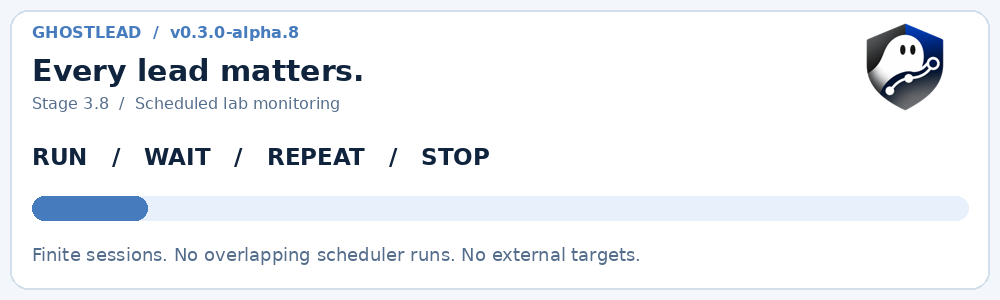 GHOSTLEAD / v0.3.0-alpha.8
Every lead matters.
Stage 3.8 / Scheduled lab monitoring
RUN / WAIT / REPEAT / STOP
Finite sessions. No overlapping scheduler runs. No external targets.